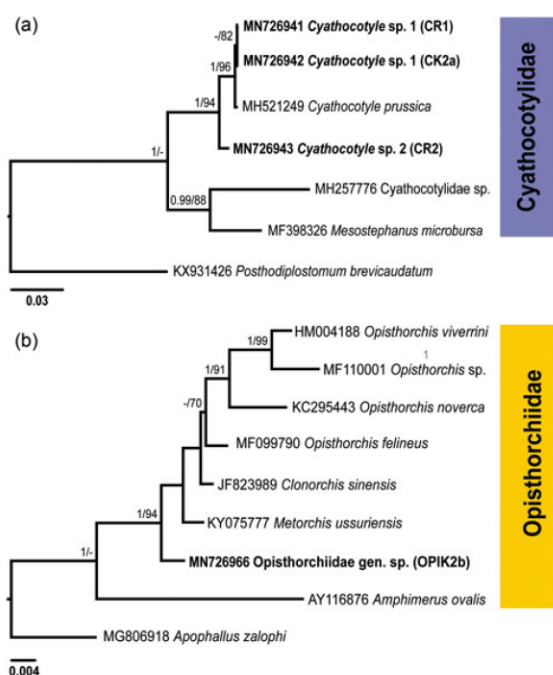 (a)
-/82
MN726941 Cyathocotyle sp. 1 (CR1)
1/96
MN726942 Cyathocotyle sp. 1 (CK2a)
1/94
MH521249 Cyathocotyle prussica
1/-
MN726943 Cyathocotyle sp. 2 (CR2)
0.99/88
MH257776 Cyathocotylidae sp.
MF398326 Mesostephanus microbursa
KX931426 Posthodiplostomum brevicaudatum
0.03
Cyathocotylidae
(b)
1/99
HM004188 Opisthorchis viverrini
1
1/91
MF110001 Opisthorchis sp.
-/70
KC295443 Opisthorchis noverca
MF099790 Opisthorchis felineus
JF823989 Clonorchis sinensis
1/94
KY075777 Metorchis ussuriensis
1/-
MN726966 Opisthorchiidae gen. sp. (OPIK2b)
AY116876 Amphimerus ovalis
MG806918 Apophallus zalophi
0.004
Opisthorchiidae